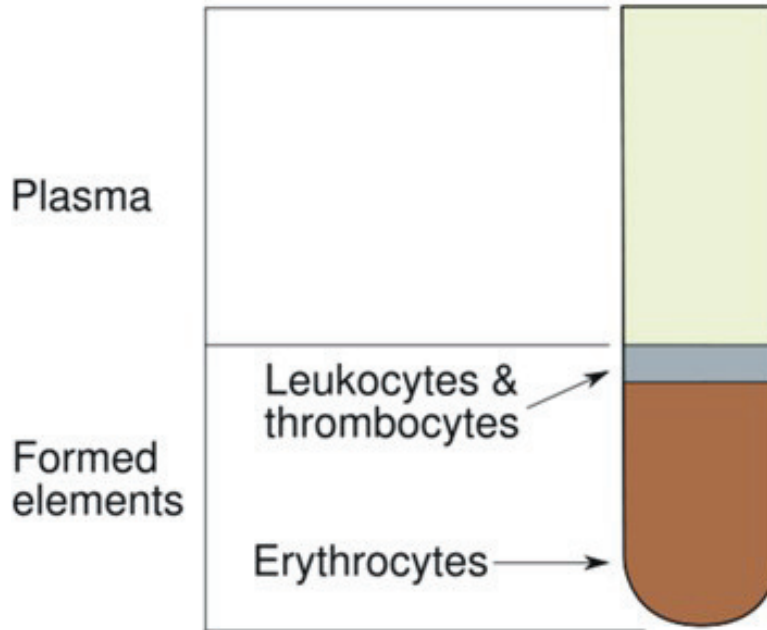 Plasma
Leukocytes &
thrombocytes
Formed
elements
Erythrocytes